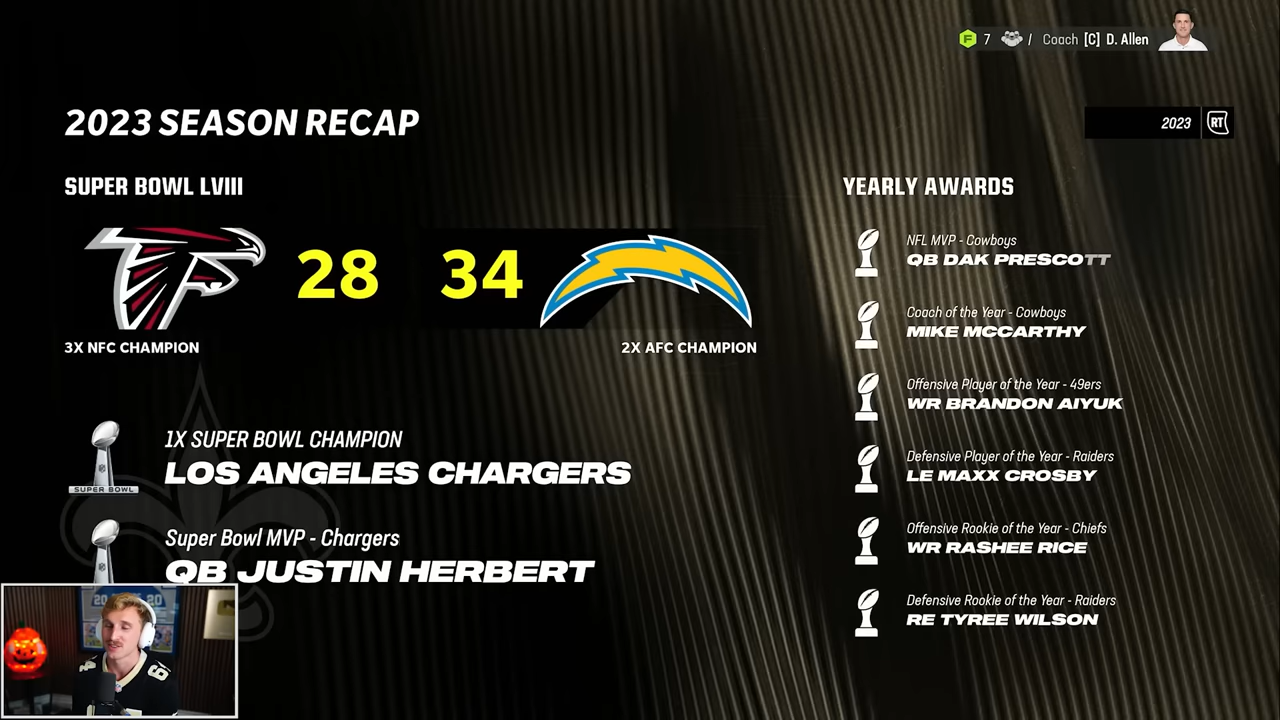 7 / Coach [C] D. Allen
2023 SEASON RECAP
2023 RT
SUPER BOWL LVIII
28 34
3X NFC CHAMPION
2X AFC CHAMPION
SUPER BOWL
1X SUPER BOWL CHAMPION
LOS ANGELES CHARGERS
Super Bowl MVP - Chargers
QB JUSTIN HERBERT
YEARLY AWARDS
NFL MVP - Cowboys
QB DAK PRESCOTT
Coach of the Year - Cowboys
MIKE MCCARTHY
Offensive Player of the Year - 49ers
WR BRANDON AIYUK
Defensive Player of the Year - Raiders
LE MAXX CROSBY
Offensive Rookie of the Year - Chiefs
WR RASHEE RICE
Defensive Rookie of the Year - Raiders
RE TYREE WILSON